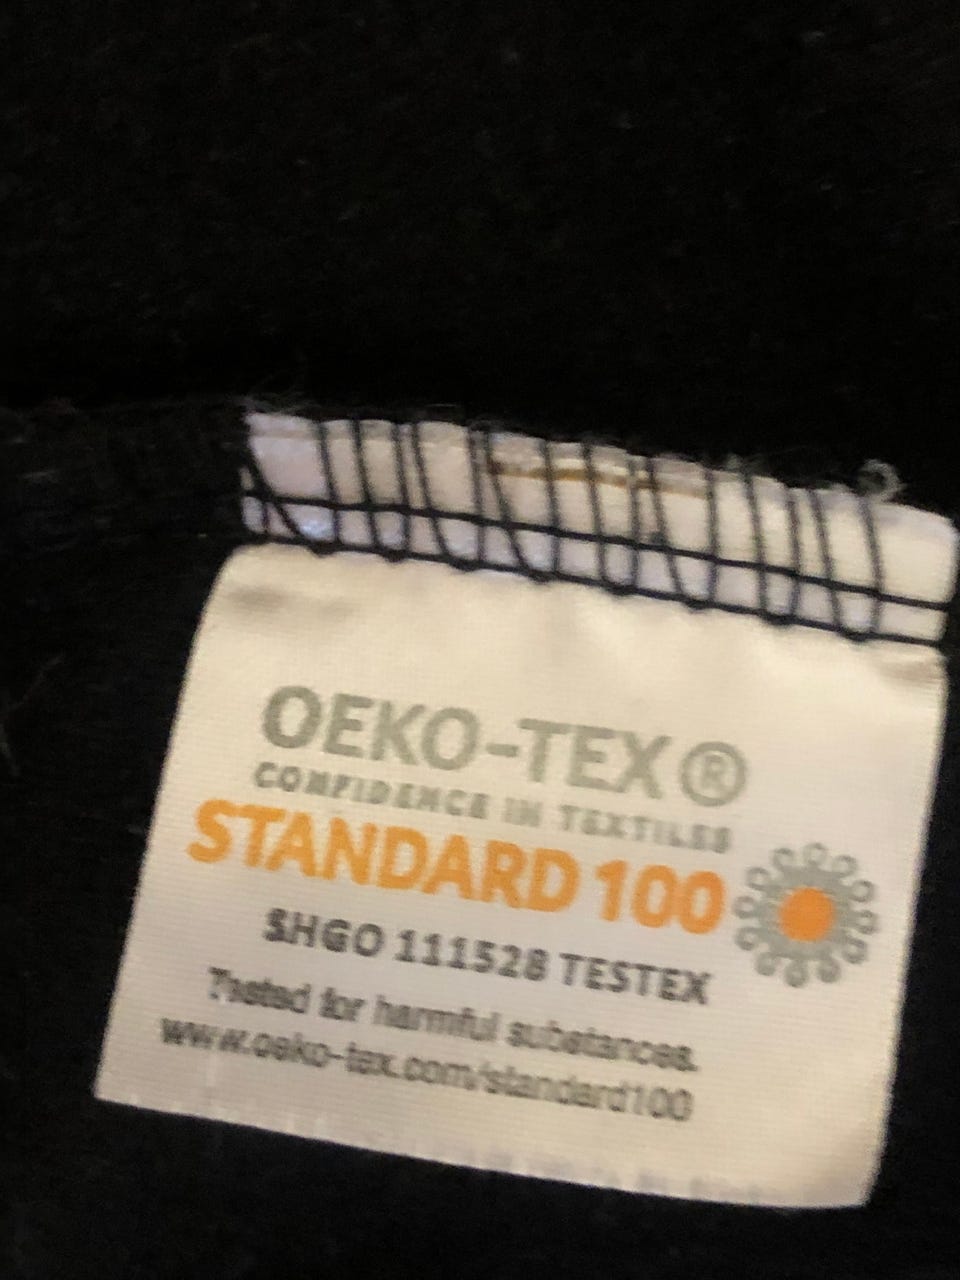 OEKO-TEX®
CONFIDENCE IN TEXTILES
STANDARD 100
SHGO 111528 TESTEX
Tested for harmful substances.
www.oeko-tex.com/standard100